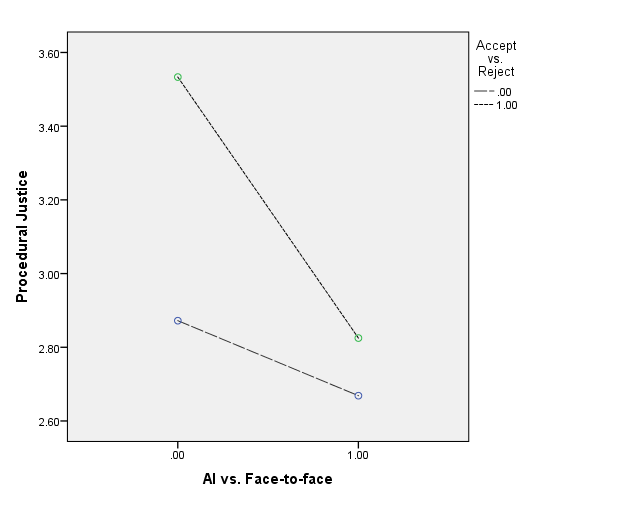 3.60
3.40
3.20
3.00
2.80
2.60
Procedural Justice
.00
1.00
AI vs. Face-to-face
Accept
vs.
Reject
.00
1.00